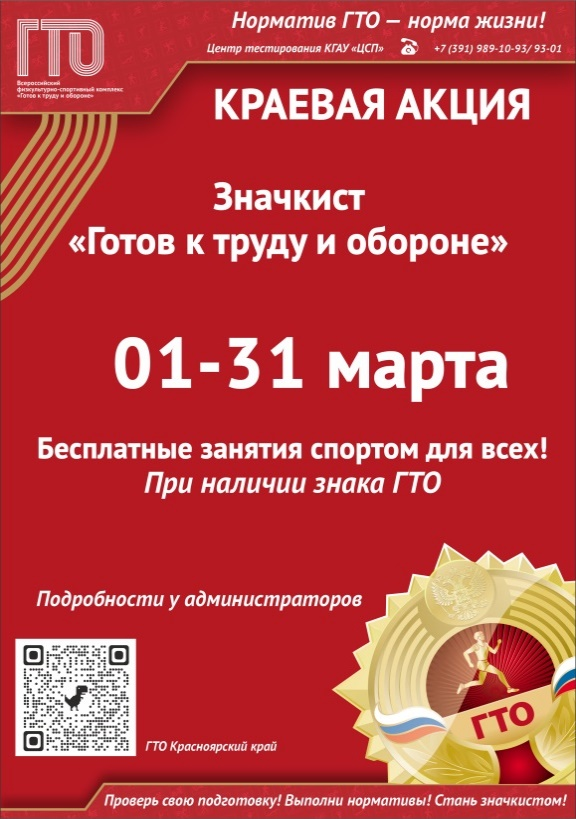 ГТО
Всероссийский
физкультурно-спортивный комплекс
«Готов к труду и обороне»
Норматив ГТО — норма жизни!
Центр тестирования КГАУ «ЦСП» +7 (391) 989-10-93/ 93-01
КРАЕВАЯ АКЦИЯ
Значкист
«Готов к труду и обороне»
01-31 марта
Бесплатные занятия спортом для всех!
При наличии знака ГТО
Подробности у администраторов
ГТО
ГТО Красноярский край
Проверь свою подготовку! Выполни нормативы! Стань значкистом!